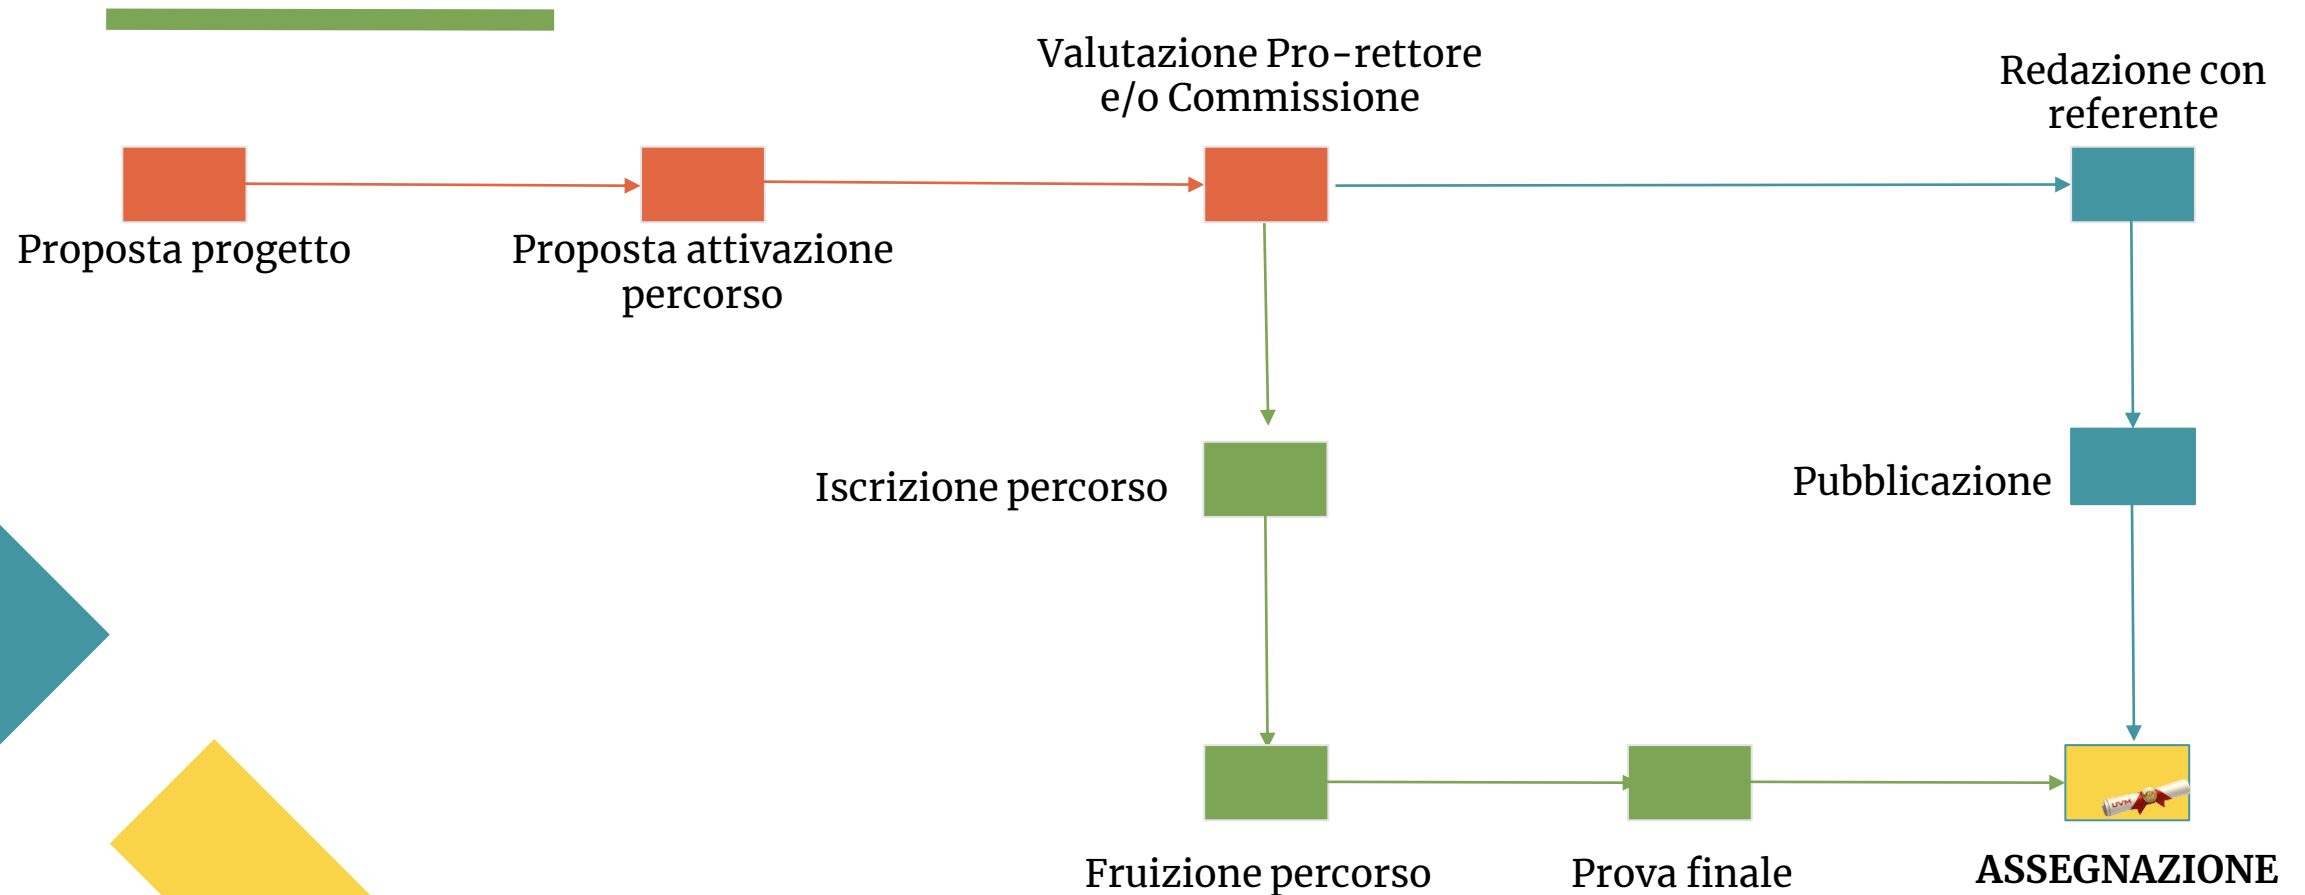 Valutazione Pro-rettore
e/o Commissione
Redazione con
referente
Proposta progetto
Proposta attivazione
percorso
Iscrizione percorso
Pubblicazione
UVM
Fruizione percorso
Prova finale
ASSEGNAZIONE